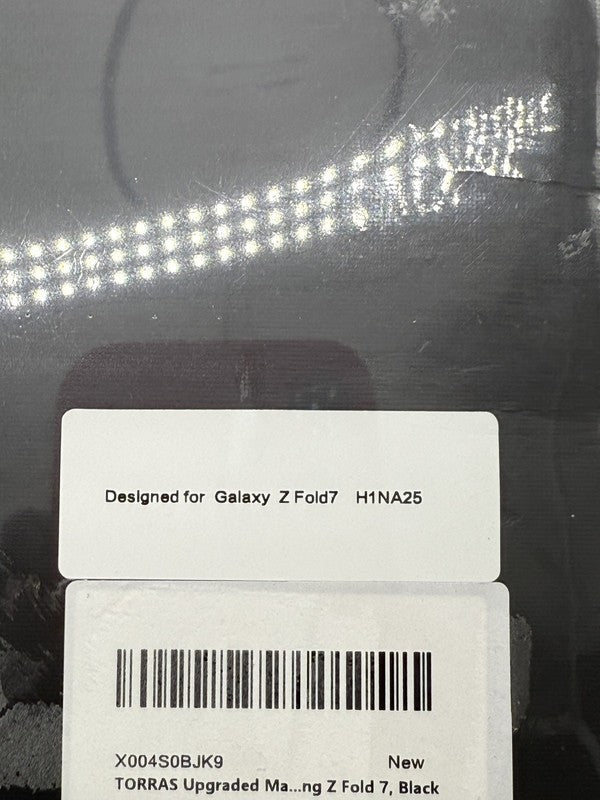 Designed for Galaxy Z Fold7 H1NA25
X004S0BJK9 New
TORRAS Upgraded Ma...ng Z Fold 7, Black